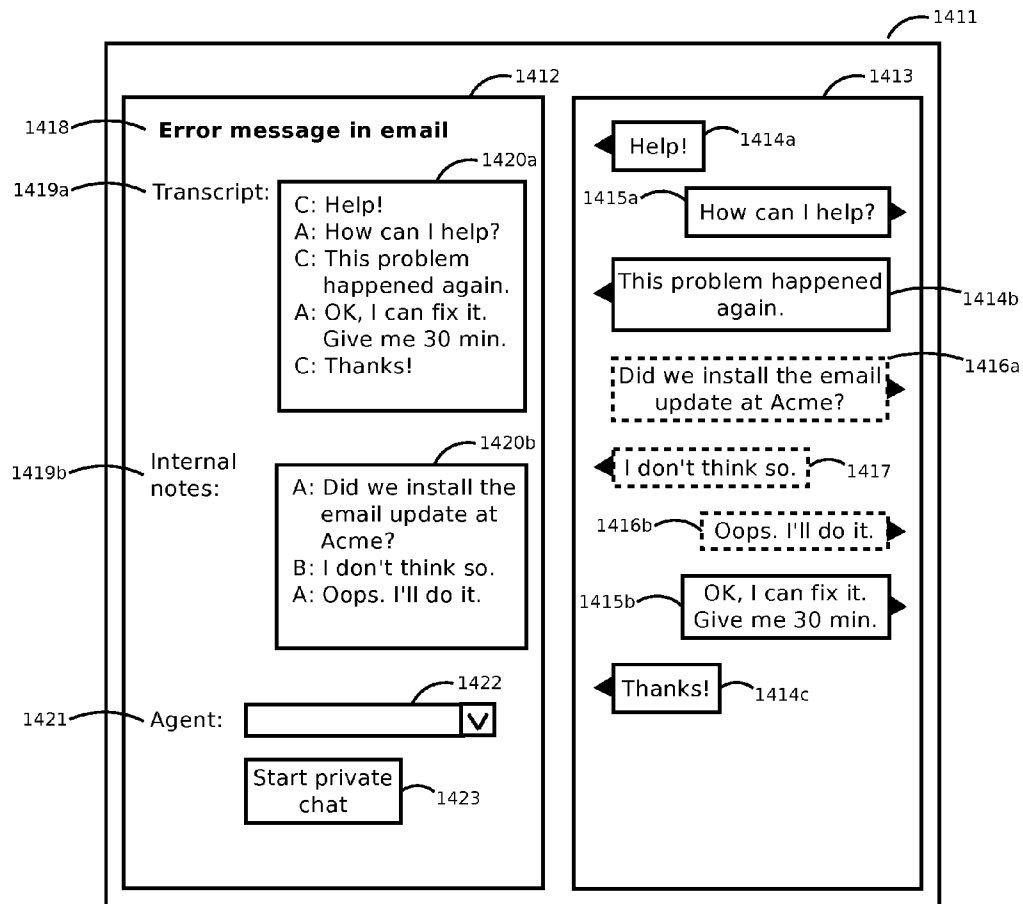 1411
1412
1418
Error message in email
1419a
Transcript:
1420a
C: Help!
A: How can I help?
C: This problem
happened again.
A: OK, I can fix it.
Give me 30 min.
C: Thanks!
1419b
Internal
notes:
1420b
A: Did we install the
email update at
Acme?
B: I don't think so.
A: Oops. I'll do it.
1421
Agent:
1422
V
Start private
chat
1423
1413
Help!
1414a
1415a
How can I help?
This problem happened
again.
1414b
Did we install the email
update at Acme?
1416a
I don't think so.
1417
1416b
Oops. I'll do it.
1415b
OK, I can fix it.
Give me 30 min.
Thanks!
1414c